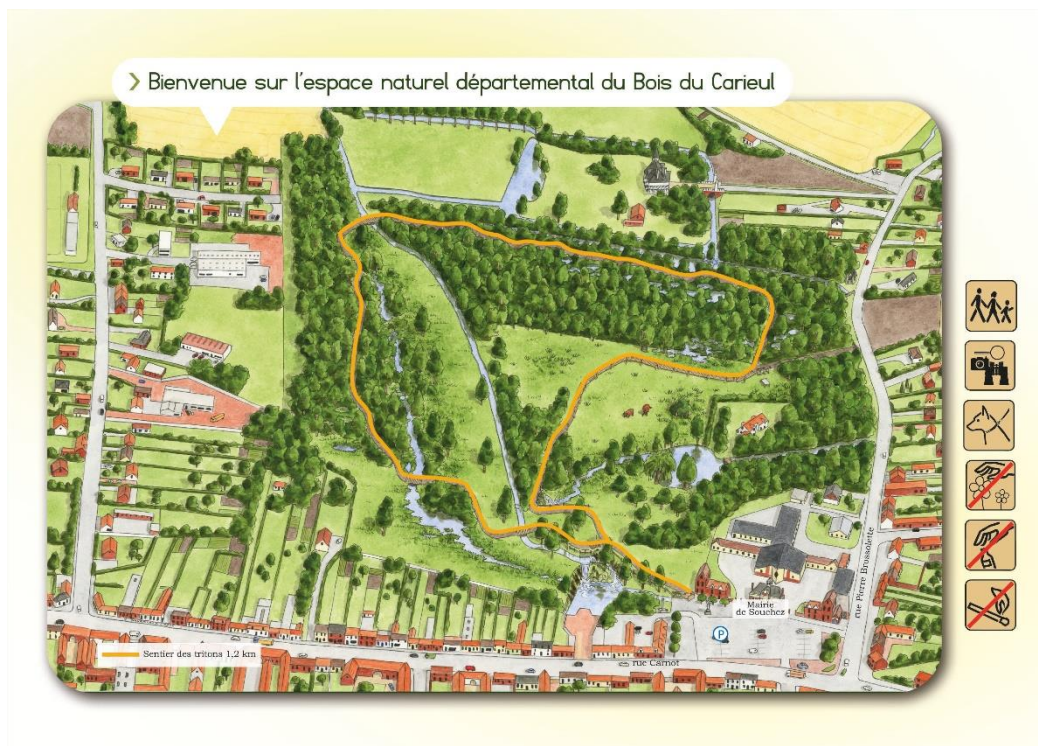 > Bienvenue sur l'espace naturel départemental du Bois du Carieul
rue Pierre Brossolette
Mairie
de Souchez
P
rue Carnot
Sentier des tritons 1,2 km